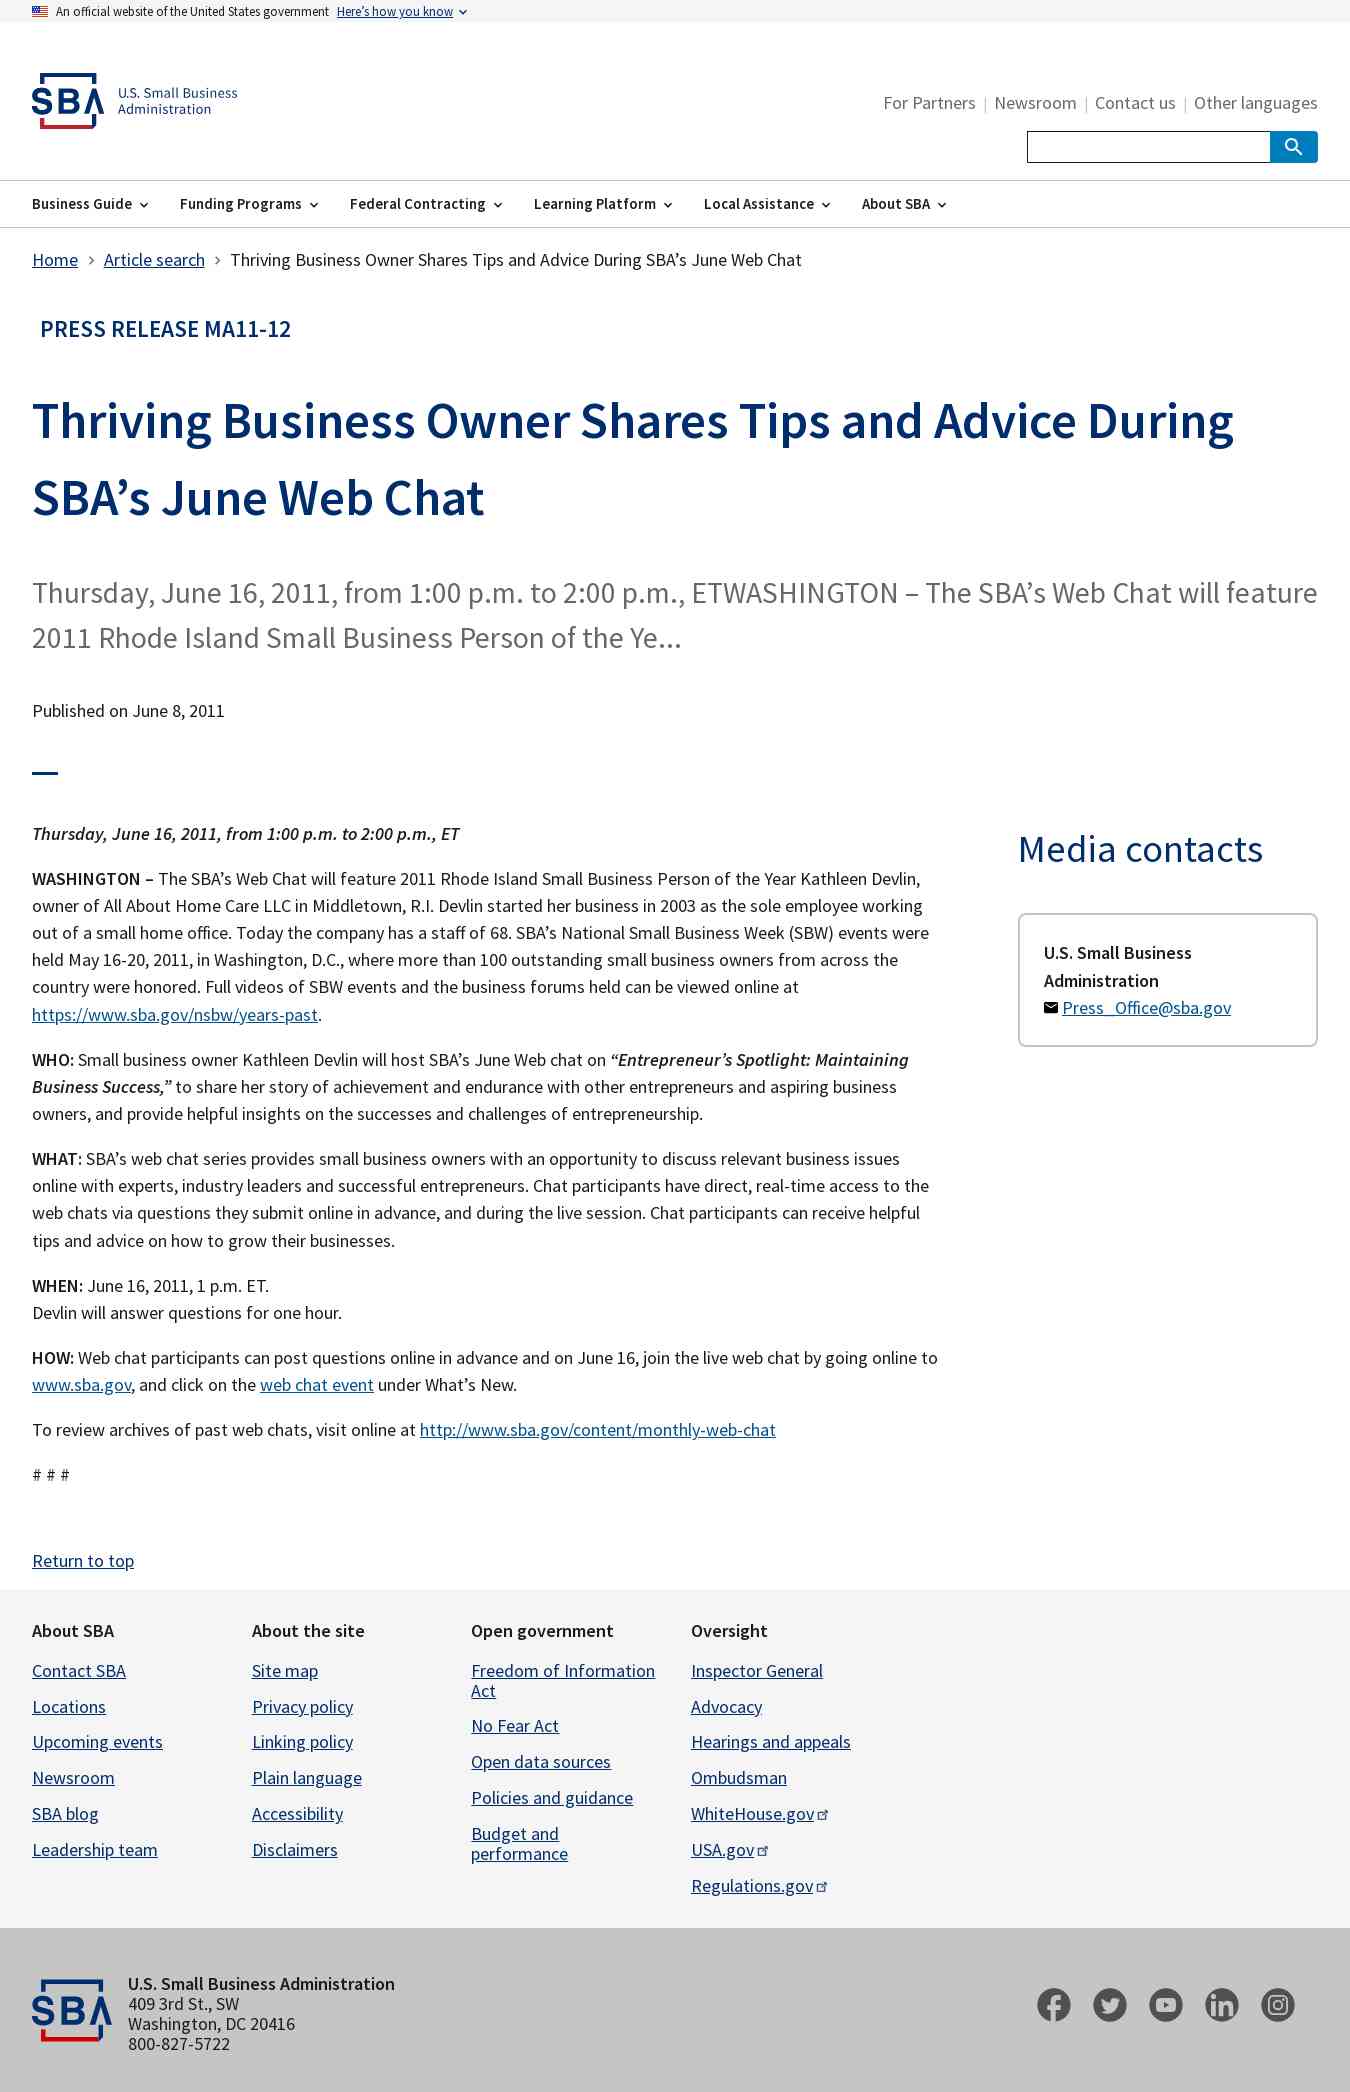 An official website of the United States government Here’s how you know
SBA
U.S. Small Business
Administration
For Partners | Newsroom | Contact us | Other languages
Business Guide Funding Programs Federal Contracting Learning Platform Local Assistance About SBA
Home Article search Thriving Business Owner Shares Tips and Advice During SBA’s June Web Chat
PRESS RELEASE MA11-12
Thriving Business Owner Shares Tips and Advice During
SBA’s June Web Chat
Thursday, June 16, 2011, from 1:00 p.m. to 2:00 p.m., ETWASHINGTON – The SBA’s Web Chat will feature
2011 Rhode Island Small Business Person of the Ye...
Published on June 8, 2011
Thursday, June 16, 2011, from 1:00 p.m. to 2:00 p.m., ET
WASHINGTON – The SBA’s Web Chat will feature 2011 Rhode Island Small Business Person of the Year Kathleen Devlin,
owner of All About Home Care LLC in Middletown, R.I. Devlin started her business in 2003 as the sole employee working
out of a small home office. Today the company has a staff of 68. SBA’s National Small Business Week (SBW) events were
held May 16-20, 2011, in Washington, D.C., where more than 100 outstanding small business owners from across the
country were honored. Full videos of SBW events and the business forums held can be viewed online at
https://www.sba.gov/nsbw/years-past.
WHO: Small business owner Kathleen Devlin will host SBA’s June Web chat on “Entrepreneur’s Spotlight: Maintaining
Business Success,” to share her story of achievement and endurance with other entrepreneurs and aspiring business
owners, and provide helpful insights on the successes and challenges of entrepreneurship.
WHAT: SBA’s web chat series provides small business owners with an opportunity to discuss relevant business issues
online with experts, industry leaders and successful entrepreneurs. Chat participants have direct, real-time access to the
web chats via questions they submit online in advance, and during the live session. Chat participants can receive helpful
tips and advice on how to grow their businesses.
WHEN: June 16, 2011, 1 p.m. ET.
Devlin will answer questions for one hour.
HOW: Web chat participants can post questions online in advance and on June 16, join the live web chat by going online to
www.sba.gov, and click on the web chat event under What’s New.
To review archives of past web chats, visit online at http://www.sba.gov/content/monthly-web-chat
# # #
Media contacts
U.S. Small Business
Administration
Press_Office@sba.gov
Return to top
About SBA
Contact SBA
Locations
Upcoming events
Newsroom
SBA blog
Leadership team
About the site
Site map
Privacy policy
Linking policy
Plain language
Accessibility
Disclaimers
Open government
Freedom of Information
Act
No Fear Act
Open data sources
Policies and guidance
Budget and
performance
Oversight
Inspector General
Advocacy
Hearings and appeals
Ombudsman
WhiteHouse.gov
USA.gov
Regulations.gov
SBA
U.S. Small Business Administration
409 3rd St., SW
Washington, DC 20416
800-827-5722